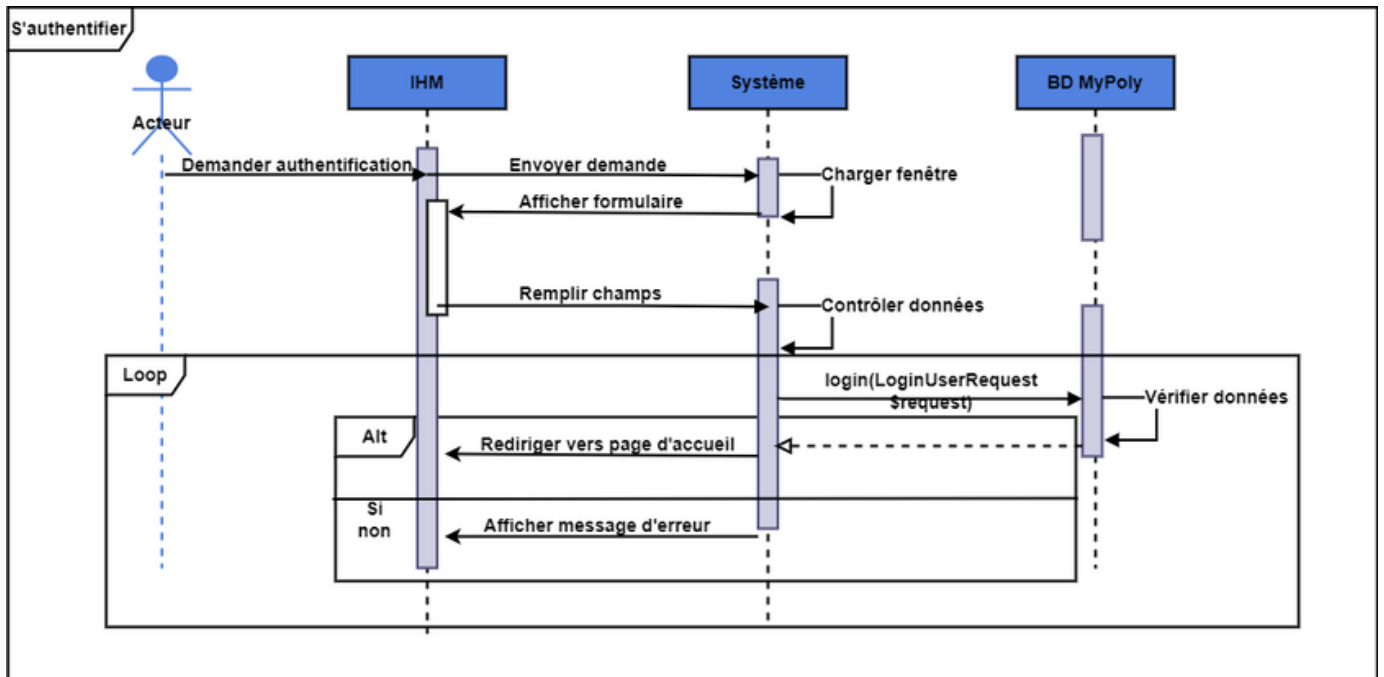 S'authentifier
IHM
Système
BD MyPoly
Acteur
Demander authentification
Envoyer demande
Charger fenêtre
Afficher formulaire
Remplir champs
Contrôler données
Loop
login(LoginUserRequest
$request)
Vérifier données
Alt
Rediriger vers page d'accueil
Si
non
Afficher message d'erreur